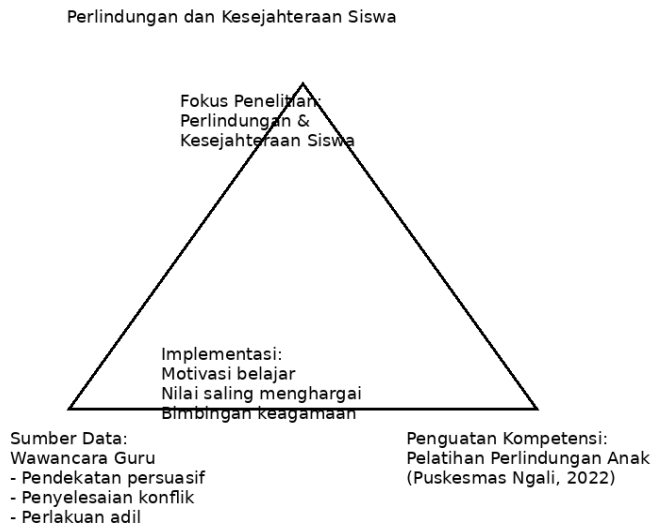 Perlindungan dan Kesejahteraan Siswa
Fokus Penelitian:
Perlindungan &
Kesejahteraan Siswa
Implementasi:
Motivasi belajar
Nilai saling menghargai
Bimbingan keagamaan
Sumber Data:
Wawancara Guru
- Pendekatan persuasif
- Penyelesaian konflik
- Perlakuan adil
Penguatan Kompetensi:
Pelatihan Perlindungan Anak
(Puskesmas Ngali, 2022)